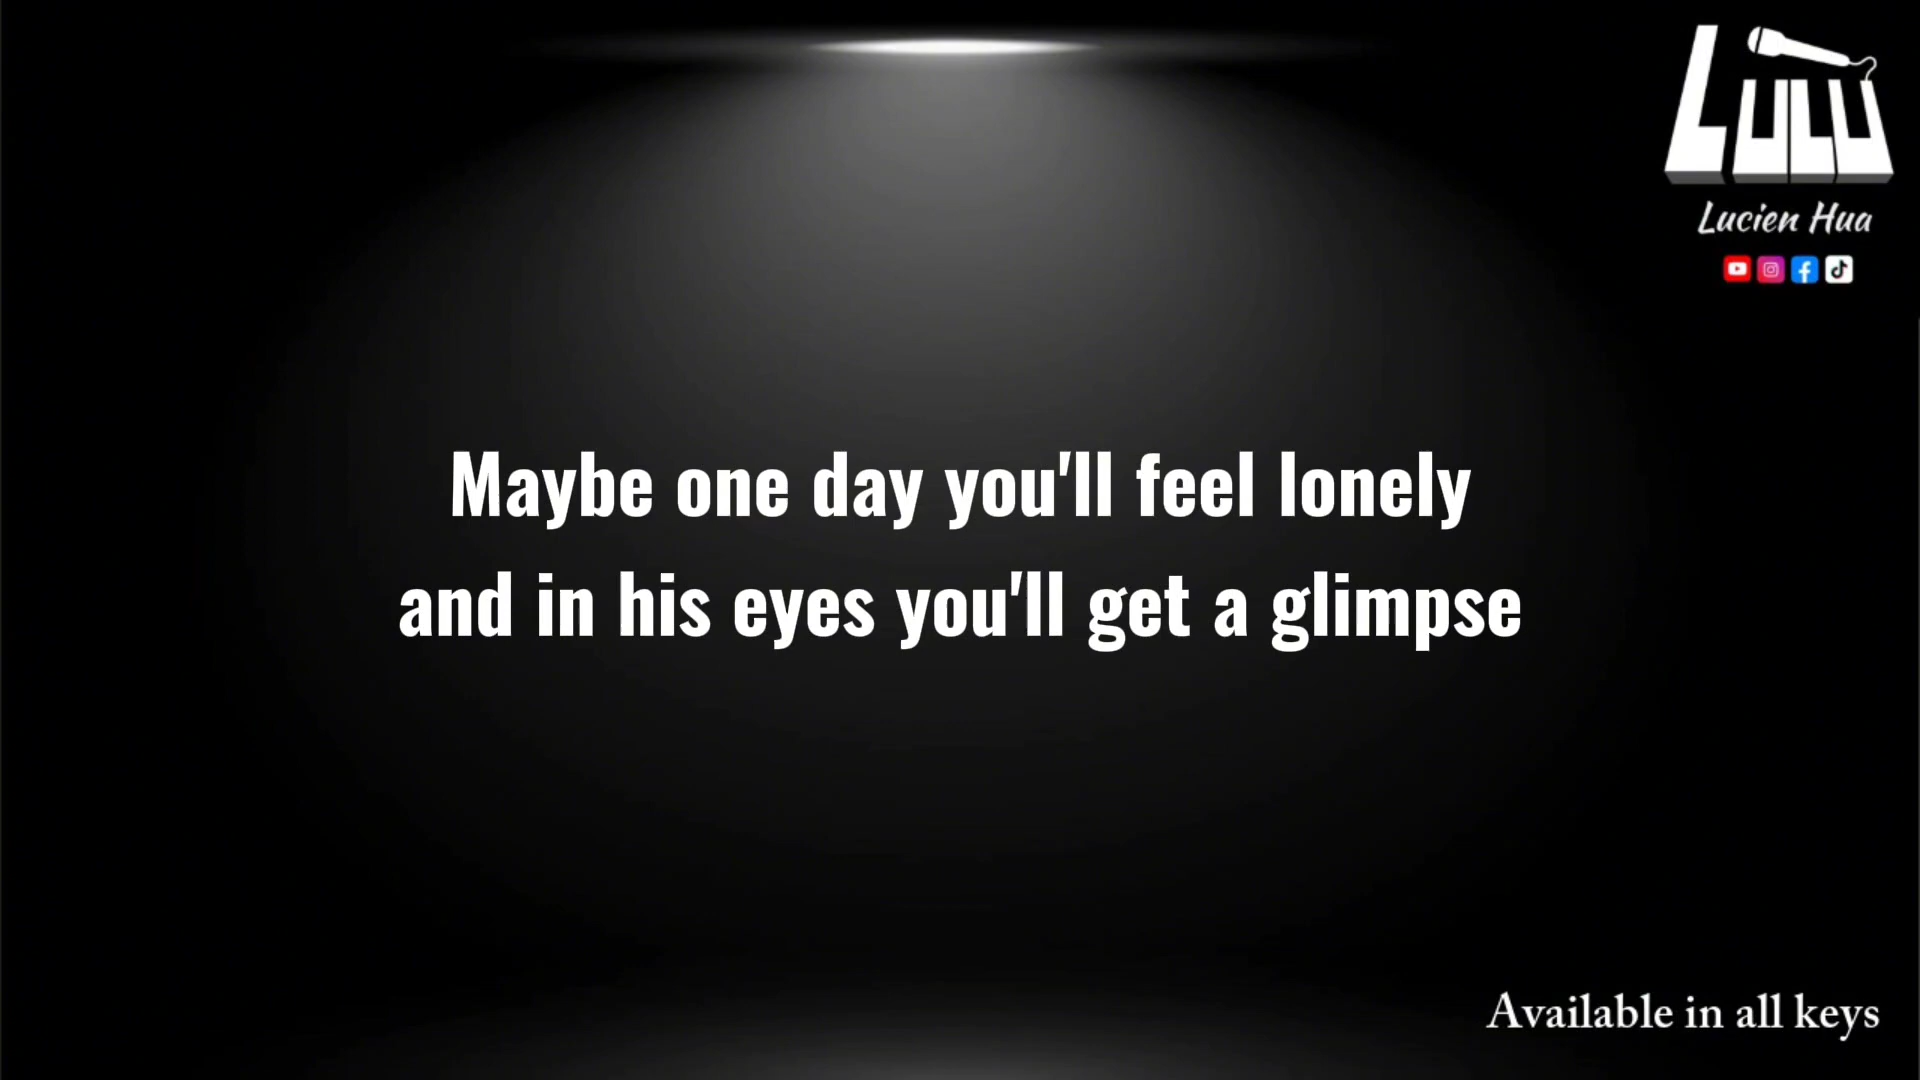 LULU
Lucien Hua
Maybe one day you'll feel lonely
and in his eyes you'll get a glimpse
Available in all keys